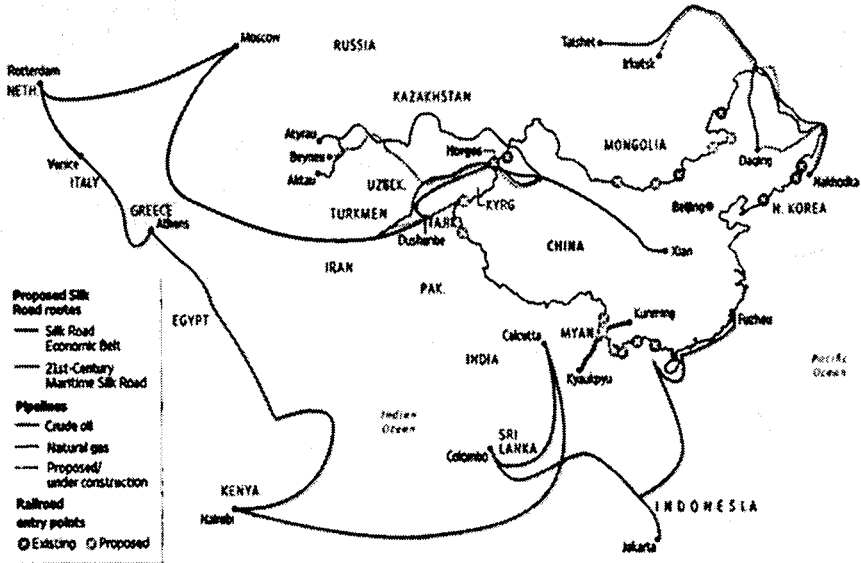 Moscow
RUSSIA
Taishet
Irkutsk
Rotterdam
NETH.
KAZAKHSTAN
Atyrau
Beyneu
Aktau
Horgos
MONGOLIA
Daqing
Venice
ITALY
UZBEK.
Nakhodka
KYRG
Beijing
N. KOREA
GREECE
Athens
TURKMEN
TAJIK
Dushanbe
CHINA
Xian
IRAN
PAK.
Proposed Silk
Road routes
Silk Road
Economic Belt
21st-Century
Maritime Silk Road
Pipelines
Crude oil
Natural gas
Proposed/
under construction
Railroad
entry points
Existing Proposed
EGYPT
Calcutta
MYAN
Kunming
Fuzhou
INDIA
Kyaukpyu
Pacific
Ocean
Indian
Ocean
SRI
LANKA
Colombo
KENYA
Nairobi
INDONESIA
Jakarta